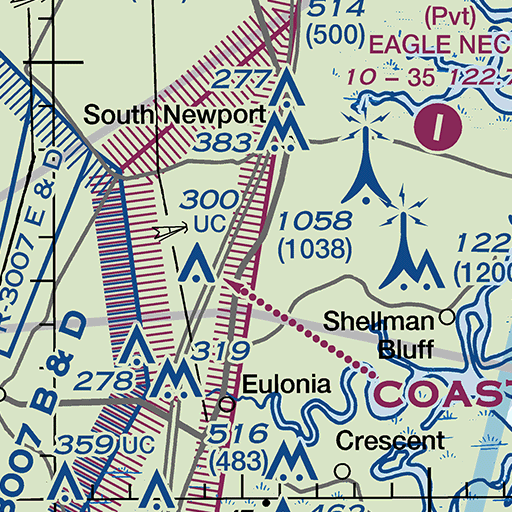 514
(500)
(Pvt)
EAGLE NEC
10 – 35 122.7
277
South Newport
383
300
UC
1058
(1038)
122
(1200
R-3007 E & D
Shellman
Bluff
319
278
Eulonia
COAST
3007 B & D
516
(483)
Crescent
359 UC
463